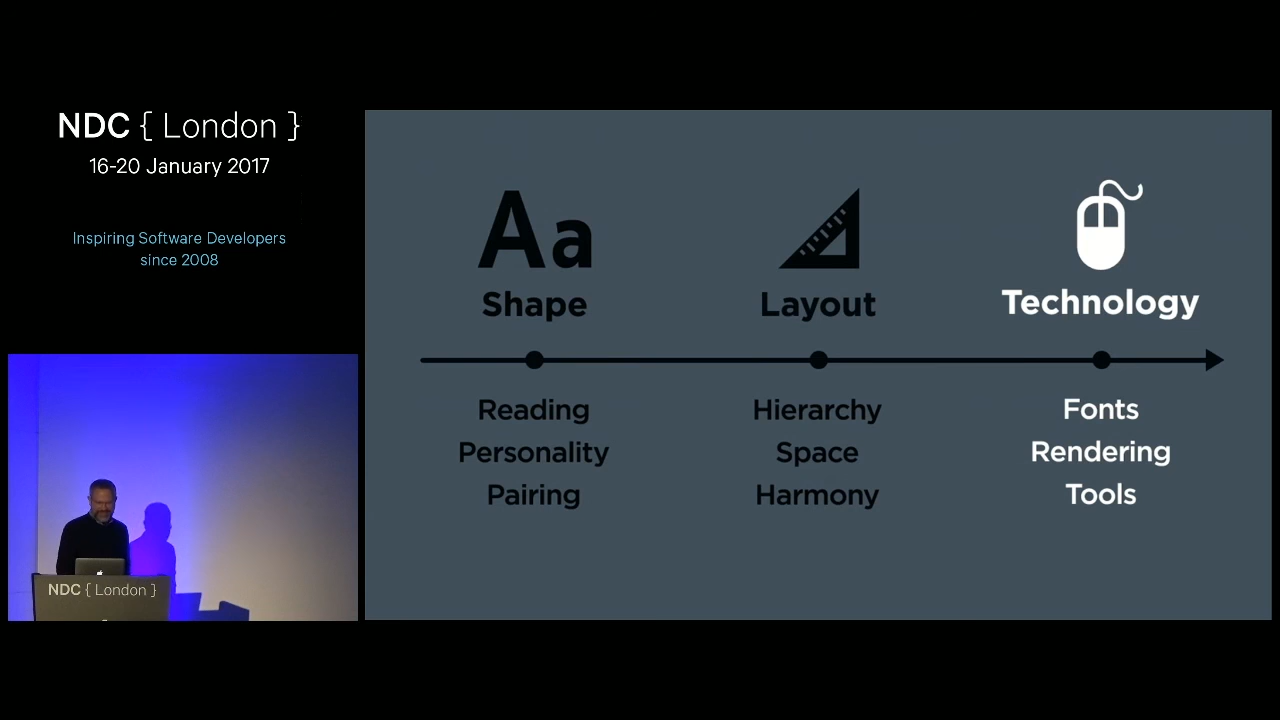 NDC { London }
16-20 January 2017
Inspiring Software Developers
since 2008
NDC { London }
Aa
Shape
Layout
Technology
Reading
Personality
Pairing
Hierarchy
Space
Harmony
Fonts
Rendering
Tools